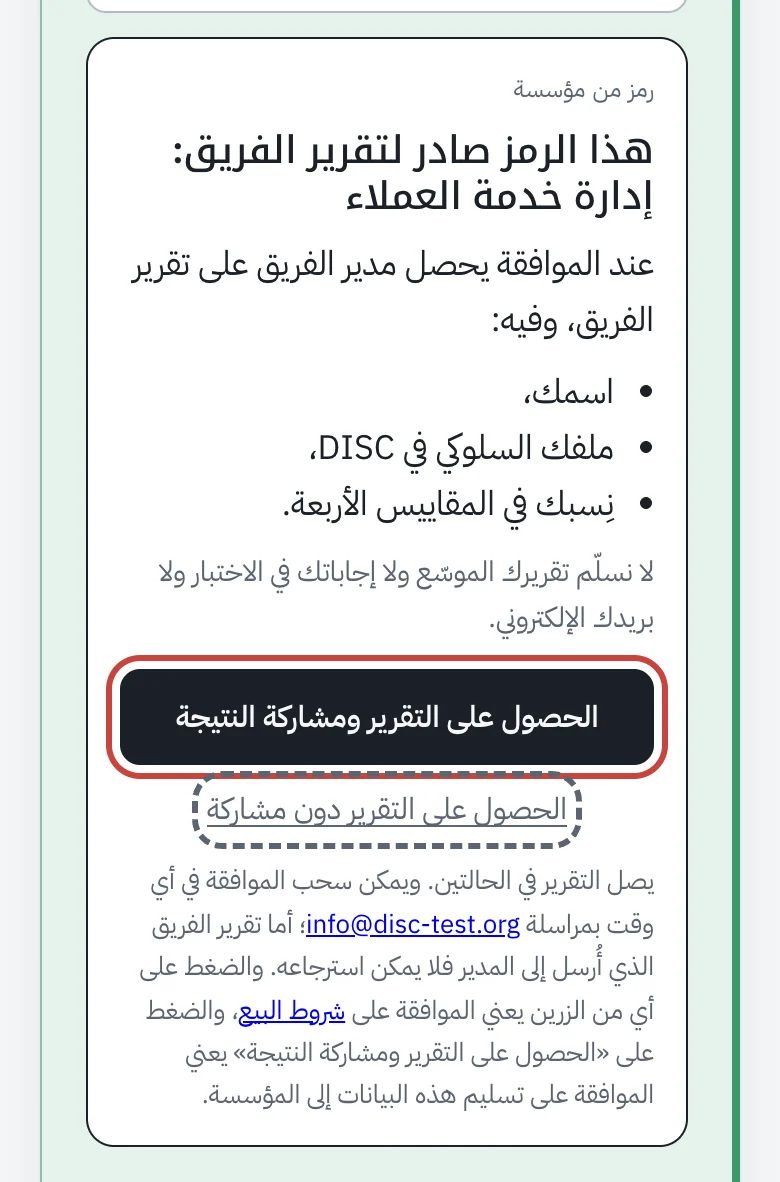 رمز من مؤسسة
هذا الرمز صادر لتقرير الفريق:
إدارة خدمة العملاء
عند الموافقة يحصل مدير الفريق على تقرير
الفريق، وفيه:
• اسمك،
• ملفك السلوكي في DISC،
• نِسبك في المقاييس الأربعة.
لا نسلّم تقريرك الموسّع ولا إجاباتك في الاختبار ولا
بريدك الإلكتروني.
الحصول على التقرير ومشاركة النتيجة
الحصول على التقرير دون مشاركة
يصل التقرير في الحالتين. ويمكن سحب الموافقة في أي
وقت بمراسلة info@disc-test.org؛ أما تقرير الفريق
الذي أُرسل إلى المدير فلا يمكن استرجاعه. والضغط على
أي من الزرين يعني الموافقة على شروط البيع، والضغط
على «الحصول على التقرير ومشاركة النتيجة» يعني
الموافقة على تسليم هذه البيانات إلى المؤسسة.